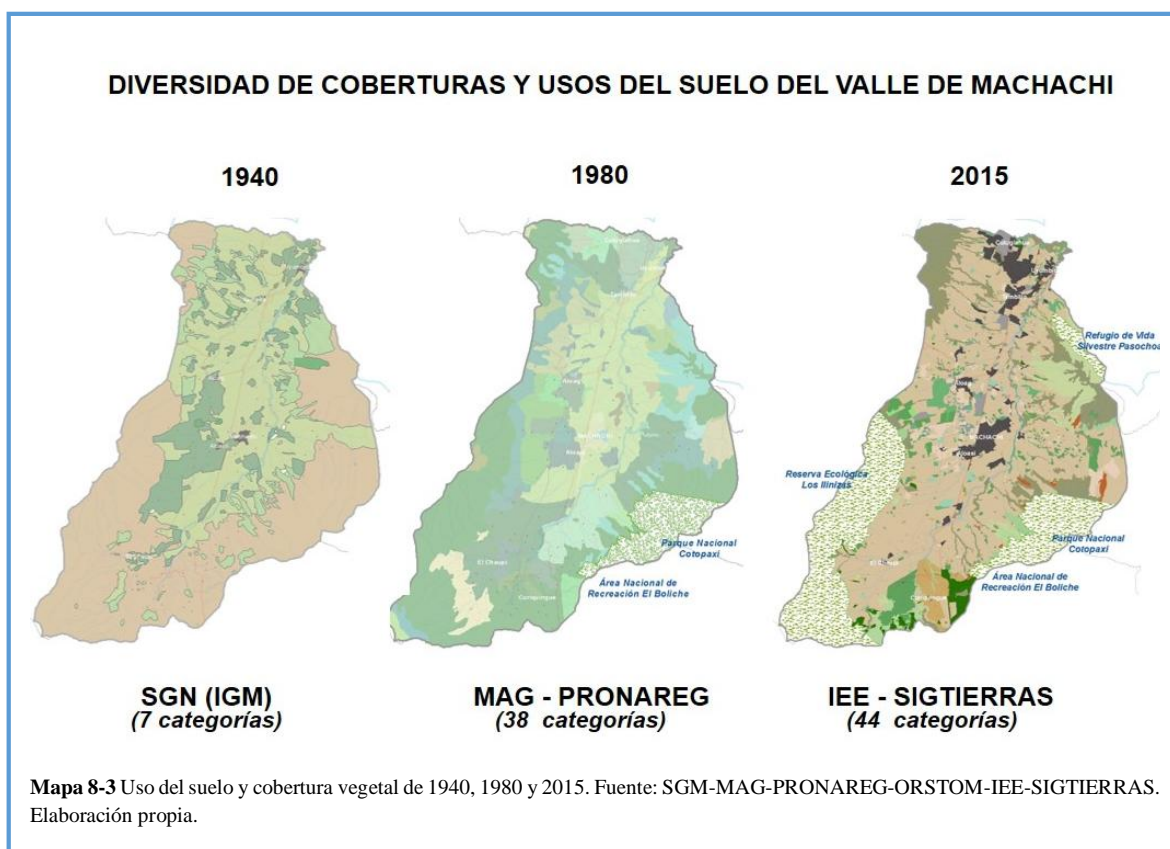 DIVERSIDAD DE COBERTURAS Y USOS DEL SUELO DEL VALLE DE MACHACHI
1940
1980
2015
Refugio de Vida
Silvestre Pasochoa
MACHACHI
Reserva Ecológica
Los Ilinizas
Parque Nacional
Cotopaxi
Parque Nacional
Cotopaxi
El Chaupi
Área Nacional de
Recreación El Boliche
Área Nacional de
Recreación El Boliche
SGN (IGM)
(7 categorías)
MAG - PRONAREG
(38 categorías)
IEE - SIGTIERRAS
(44 categorías)
Mapa 8-3 Uso del suelo y cobertura vegetal de 1940, 1980 y 2015. Fuente: SGM-MAG-PRONAREG-ORSTOM-IEE-SIGTIERRAS.
Elaboración propia.